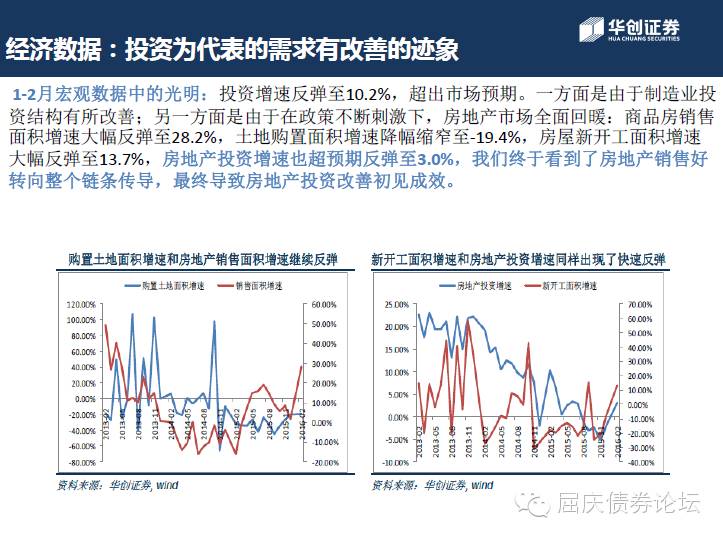 华创证券
HUA CHUANG SECURITIES
经济数据：投资为代表的需求有改善的迹象
1-2月宏观数据中的光明：投资增速反弹至10.2%，超出市场预期。一方面是由于制造业投
资结构有所改善；另一方面是由于在政策不断刺激下，房地产市场全面回暖：商品房销售
面积增速大幅反弹至28.2%，土地购置面积增速降幅缩窄至-19.4%，房屋新开工面积增速
大幅反弹至13.7%，房地产投资增速也超预期反弹至3.0%，我们终于看到了房地产销售好
转向整个链条传导，最终导致房地产投资改善初见成效。
购置土地面积增速和房地产销售面积增速继续反弹
购置土地面积增速 销售面积增速
120.00% 60.00%
100.00% 50.00%
80.00% 40.00%
60.00%
40.00% 30.00%
20.00% 20.00%
0.00% 10.00%
-20.00% 0.00%
-40.00%
-60.00% -10.00%
-80.00% -20.00%
2013-02 2013-05 2013-08 2013-11 2014-02 2014-05 2014-08 2014-11 2015-02 2015-05 2015-08 2015-11 2016-02
资料来源：华创证券, wind
新开工面积增速和房地产投资增速同样出现了快速反弹
房地产投资增速 新开工面积增速
25.00% 70.00%
20.00% 60.00%
50.00%
15.00% 40.00%
30.00%
10.00% 20.00%
5.00% 10.00%
0.00%
0.00% -10.00%
-5.00% -20.00%
-30.00%
-10.00% -40.00%
2013-02 2013-05 2013-08 2013-11 2014-02 2014-05 2014-08 2014-11 2015-02 2015-05 2015-08 2015-11 2016-02
资料来源：华创证券, wind
屈庆债券论坛